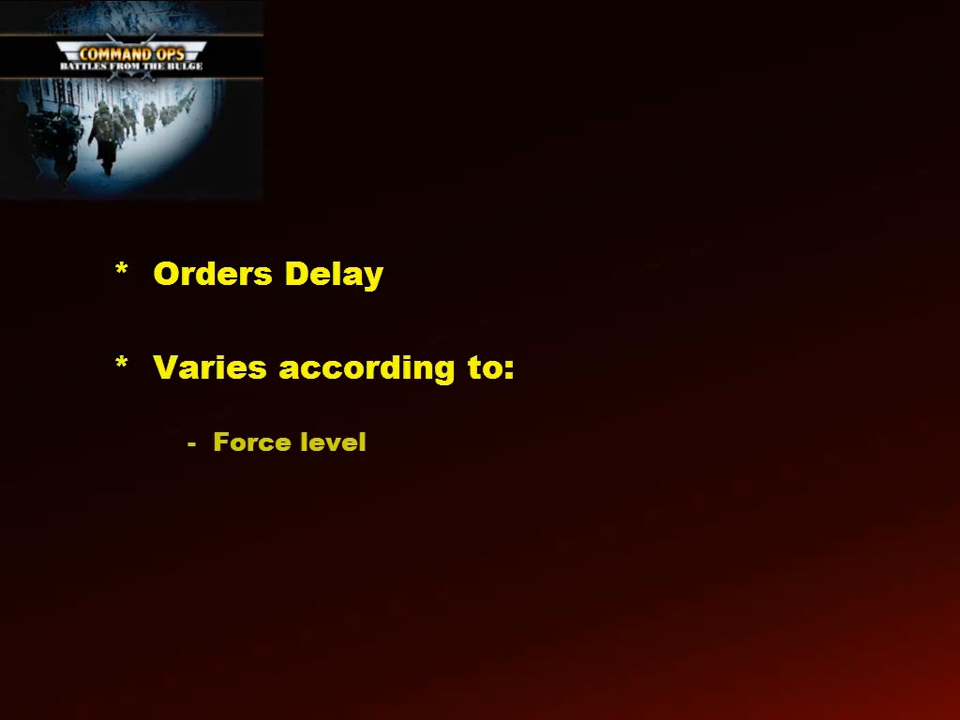 COMMAND OPS
BATTLES FROM THE BULGE
* Orders Delay
* Varies according to:
- Force level